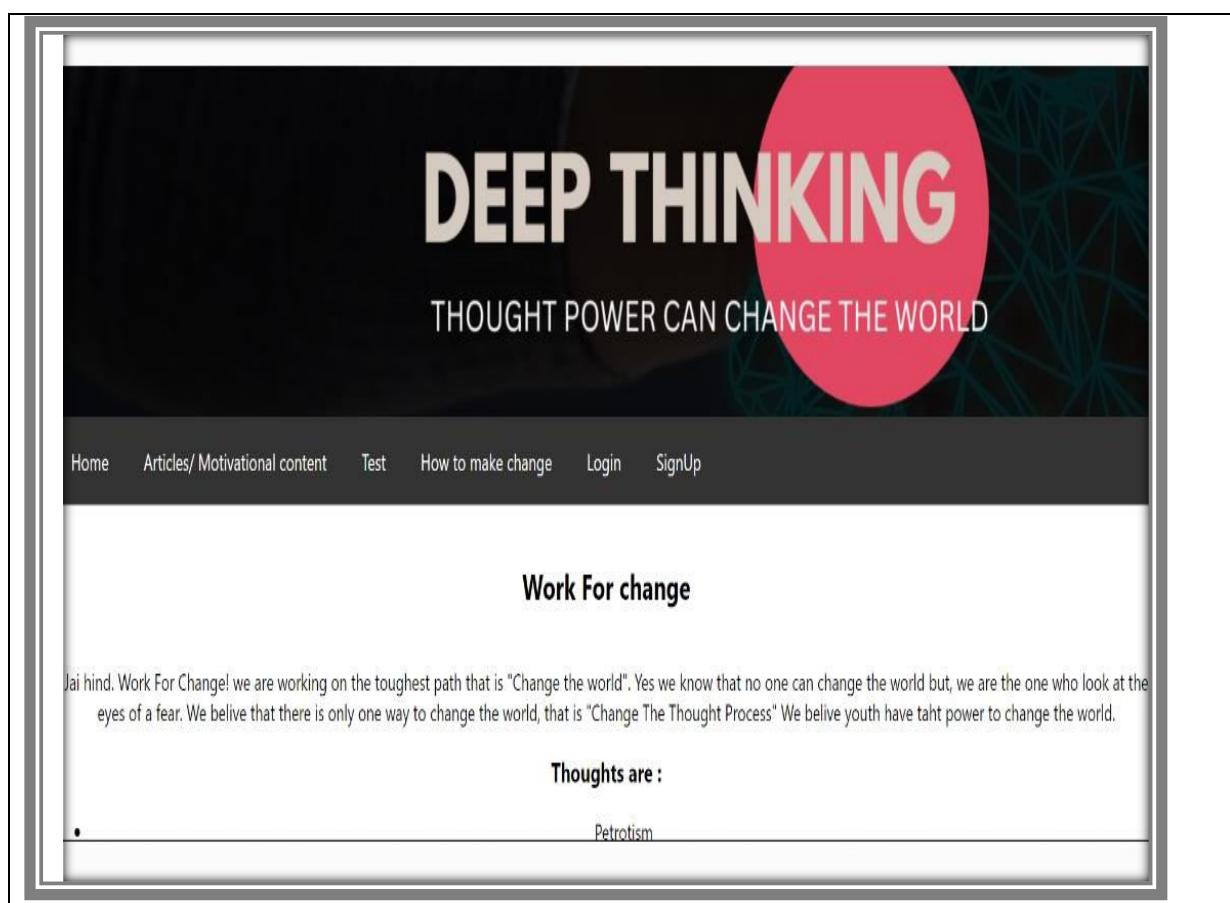 DEEP THINKING
THOUGHT POWER CAN CHANGE THE WORLD
Home Articles/ Motivational content Test How to make change Login SignUp
Work For change
Jai hind. Work For Change! we are working on the toughest path that is "Change the world". Yes we know that no one can change the world but, we are the one who look at the
eyes of a fear. We belive that there is only one way to change the world, that is "Change The Thought Process" We belive youth have taht power to change the world.
Thoughts are :
• Petrotism